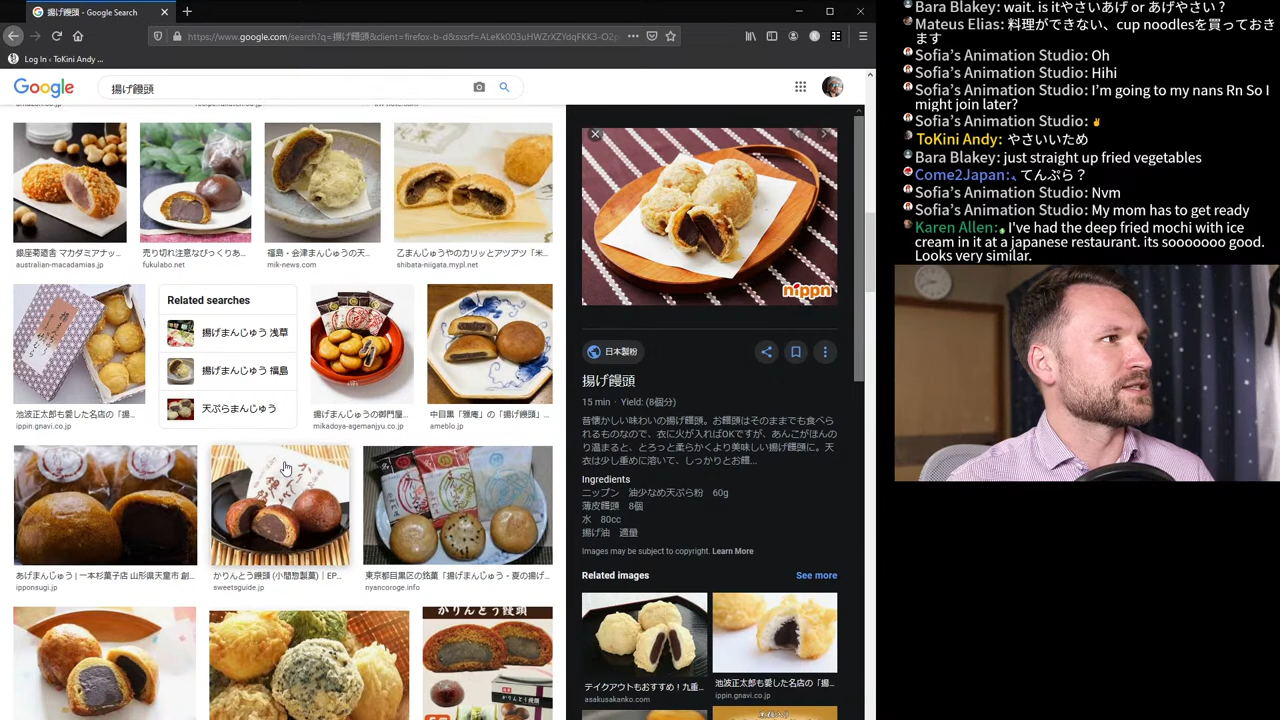 揚げ饅頭 - Google Search
https://www.google.com/search?q=揚げ饅頭&client=firefox-b-d&sxsrf=ALeKk003uHWZrXZYdqFKK3-O2p
Log In ‹ ToKini Andy ...
Google
揚げ饅頭
銀座菊廼舎 マカダミアナッ...
australian-macadamias.jp
売り切れ注意なびっくりあ...
fukulabo.net
福島・会津まんじゅうの天...
mik-news.com
乙まんじゅうやのカリッとアツアツ「米...
shibata-niigata.mypl.net
Related searches
揚げまんじゅう 浅草
揚げまんじゅう 福島
天ぷらまんじゅう
池波正太郎も愛した名店の「揚...
ippin.gnavi.co.jp
揚げまんじゅうの御門屋...
mikadoya-agemanjyu.co.jp
中目黒「雅庵」の「揚げ饅頭」...
ameblo.jp
あげまんじゅう | 一本杉菓子店 山形県天童市 創...
ipponsugi.jp
かりんとう饅頭 (小間惣製菓)｜EP...
sweetsguide.jp
東京都目黒区の銘菓「揚げまんじゅう - 夏の揚げ...
nyancoroge.info
かりんとう饅頭
nippn
日本製粉
揚げ饅頭
15 min · Yield: (8個分)
昔懐かしい味わいの揚げ饅頭。お饅頭はそのままでも食べら
れるものなので、衣に火が入ればOKですが、あんこがほんの
り温まると、とろっと柔らかくより美味しい揚げ饅頭に。天
衣は少し重めに溶いて、しっかりとお饅...
Ingredients
ニップン　油少なめ天ぷら粉　60g
薄皮饅頭　8個
水　80cc
揚げ油　適量
Images may be subject to copyright. Learn More
Related images
See more
テイクアウトもおすすめ！九重...
asakusakanko.com
池波正太郎も愛した名店の「揚...
ippin.gnavi.co.jp
Bara Blakey: wait. is itやさいあげ or あげやさい ?
Mateus Elias: 料理ができない、cup noodlesを買っておき
ます
Sofia's Animation Studio: Oh
Sofia's Animation Studio: Hihi
Sofia's Animation Studio: I'm going to my nans Rn So I
might join later?
Sofia's Animation Studio: ✌
ToKini Andy: やさいいため
Bara Blakey: just straight up fried vegetables
Come2Japan: てんぷら？
Sofia's Animation Studio: Nvm
Sofia's Animation Studio: My mom has to get ready
Karen Allen: I've had the deep fried mochi with ice
cream in it at a japanese restaurant. its sooooooo good.
Looks very similar.